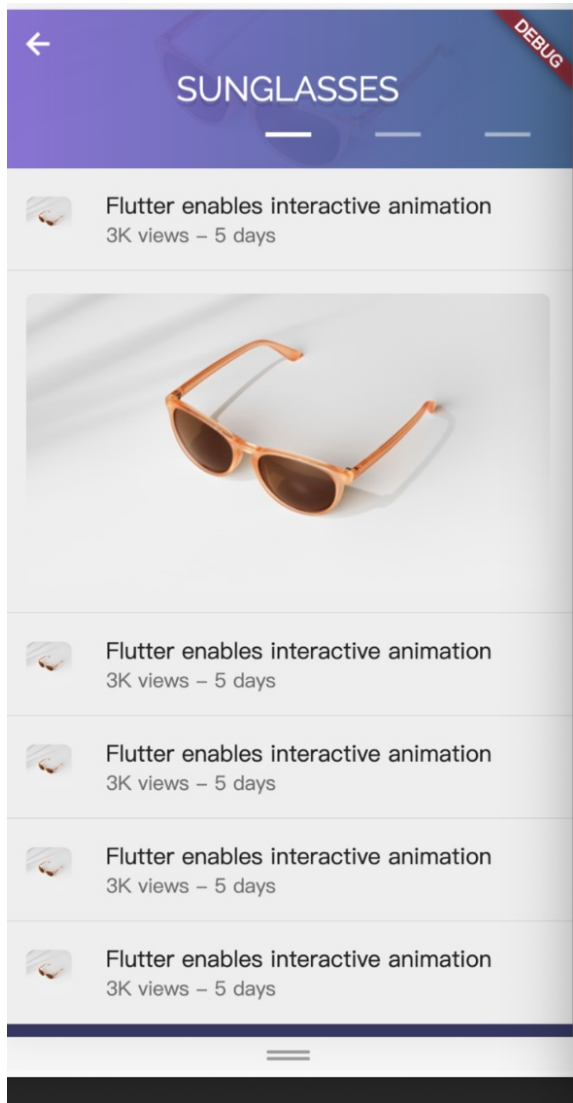 DEBUG
SUNGLASSES
Flutter enables interactive animation
3K views – 5 days
Flutter enables interactive animation
3K views – 5 days
Flutter enables interactive animation
3K views – 5 days
Flutter enables interactive animation
3K views – 5 days
Flutter enables interactive animation
3K views – 5 days